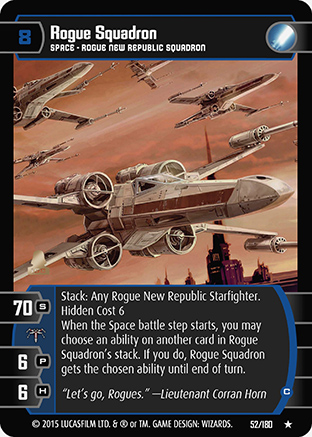 8
Rogue Squadron
SPACE - ROGUE NEW REPUBLIC SQUADRON
70 S
6 P
6 H
Stack: Any Rogue New Republic Starfighter.
Hidden Cost 6
When the Space battle step starts, you may
choose an ability on another card in Rogue
Squadron's stack. If you do, Rogue Squadron
gets the chosen ability until end of turn.
“Let's go, Rogues.” —Lieutenant Corran Horn
C
© 2015 LUCASFILM LTD. & ® or TM. GAME DESIGN: WIZARDS.
52/180 ★